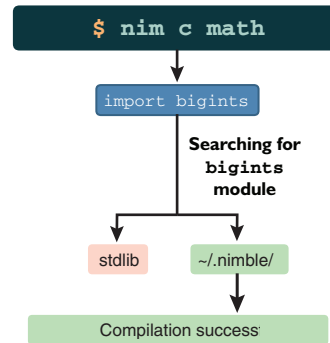 $ nim c math
import bigints
Searching for
bigints
module
stdlib
~/.nimble/
Compilation success